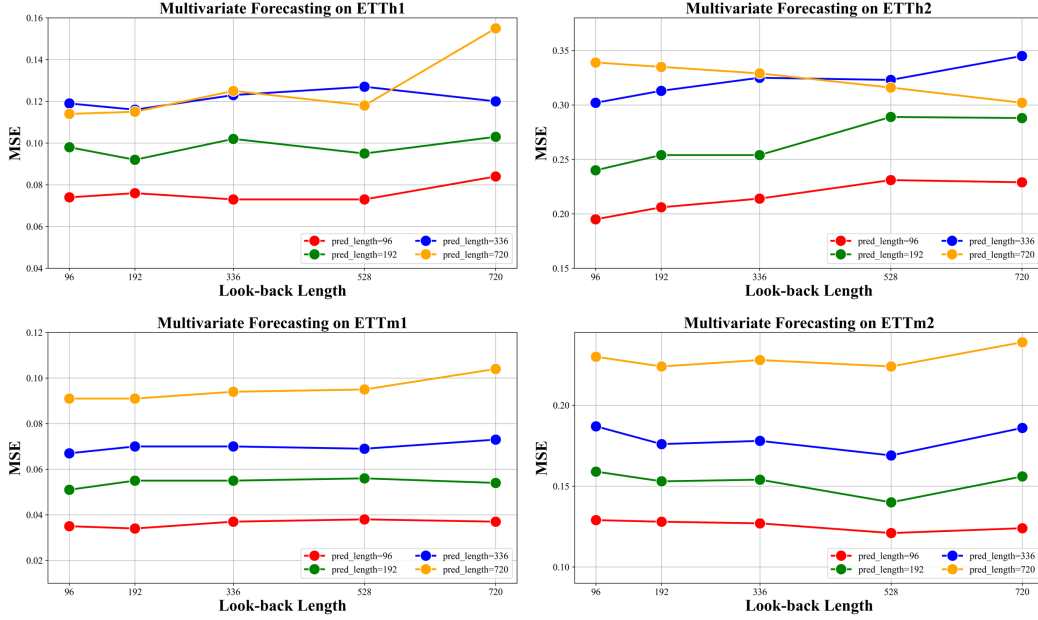 Multivariate Forecasting on ETTh1
0.16
0.14
0.12
0.10
0.08
0.06
0.04
MSE
pred_length=96
pred_length=336
pred_length=192
pred_length=720
96
192
336
528
720
Look-back Length
Multivariate Forecasting on ETTh2
0.35
0.30
0.25
0.20
0.15
MSE
pred_length=96
pred_length=336
pred_length=192
pred_length=720
96
192
336
528
720
Look-back Length
Multivariate Forecasting on ETTm1
0.12
0.10
0.08
0.06
0.04
0.02
MSE
pred_length=96
pred_length=336
pred_length=192
pred_length=720
96
192
336
528
720
Look-back Length
Multivariate Forecasting on ETTm2
0.20
0.15
0.10
MSE
pred_length=96
pred_length=336
pred_length=192
pred_length=720
96
192
336
528
720
Look-back Length